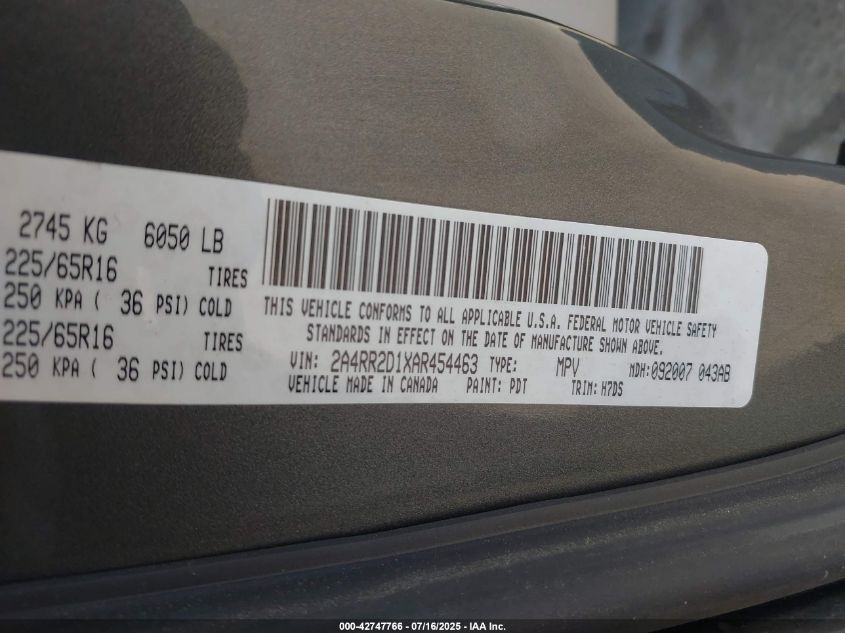 2745 KG 6050 LB
225/65R16 TIRES
250 KPA ( 36 PSI) COLD
225/65R16 TIRES
250 KPA ( 36 PSI) COLD
THIS VEHICLE CONFORMS TO ALL APPLICABLE U.S.A. FEDERAL MOTOR VEHICLE SAFETY
STANDARDS IN EFFECT ON THE DATE OF MANUFACTURE SHOWN ABOVE.
VIN: 2A4RR2D1XAR454463 TYPE: MPV MDH:092007 043AB
VEHICLE MADE IN CANADA PAINT: PDT TRIM: H7DS
000-42747766 - 07/16/2025 - IAA Inc.